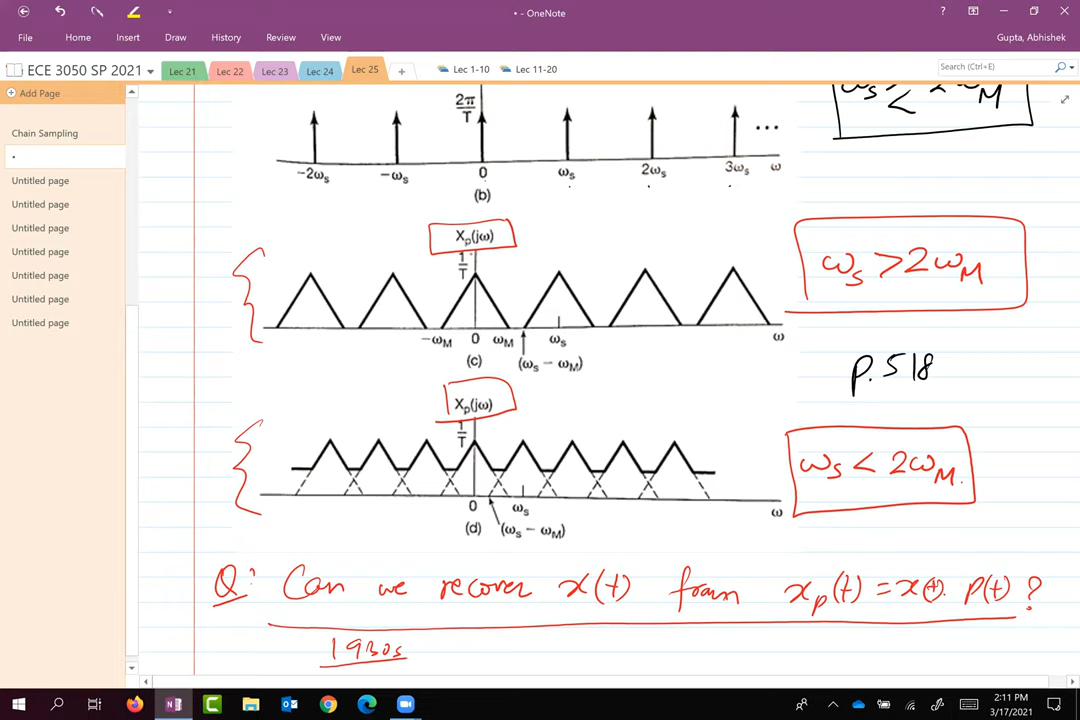 - OneNote
?
Gupta, Abhishek
File Home Insert Draw History Review View
ECE 3050 SP 2021
Lec 21 Lec 22 Lec 23 Lec 24 Lec 25 + Lec 1-10 Lec 11-20
Search (Ctrl+E)
Add Page
Chain Sampling
Untitled page
Untitled page
Untitled page
Untitled page
Untitled page
Untitled page
Untitled page
2π/T
...
-2ωs -ωs 0 ωs 2ωs 3ωs ω
(b)
Xp(jω)
1/T
ωs > 2ωM
-ωM 0 ωM ωs ω
(c) (ωs − ωM)
p. 518
Xp(jω)
1/T
ωs < 2ωM.
0 ωs ω
(d) (ωs − ωM)
Q: Can we recover x(t) from xp(t) = x(t). p(t) ?
1930s
2:11 PM
3/17/2021